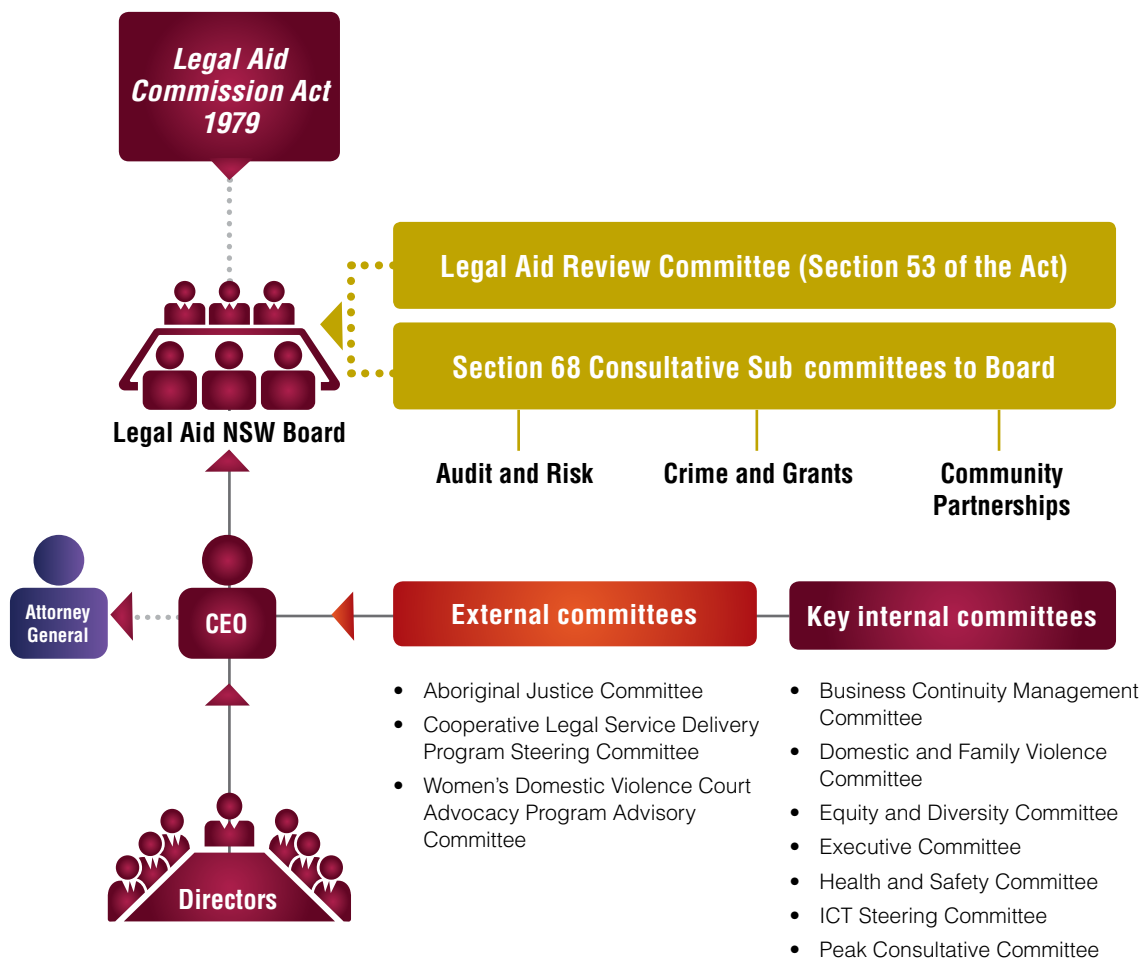 Legal Aid
Commission Act
1979
Legal Aid Review Committee (Section 53 of the Act)
Section 68 Consultative Sub committees to Board
Legal Aid NSW Board
Audit and Risk
Crime and Grants
Community
Partnerships
Attorney
General
CEO
External committees
Key internal committees
• Aboriginal Justice Committee
• Cooperative Legal Service Delivery
Program Steering Committee
• Women’s Domestic Violence Court
Advocacy Program Advisory
Committee
• Business Continuity Management
Committee
• Domestic and Family Violence
Committee
• Equity and Diversity Committee
• Executive Committee
• Health and Safety Committee
• ICT Steering Committee
• Peak Consultative Committee
Directors